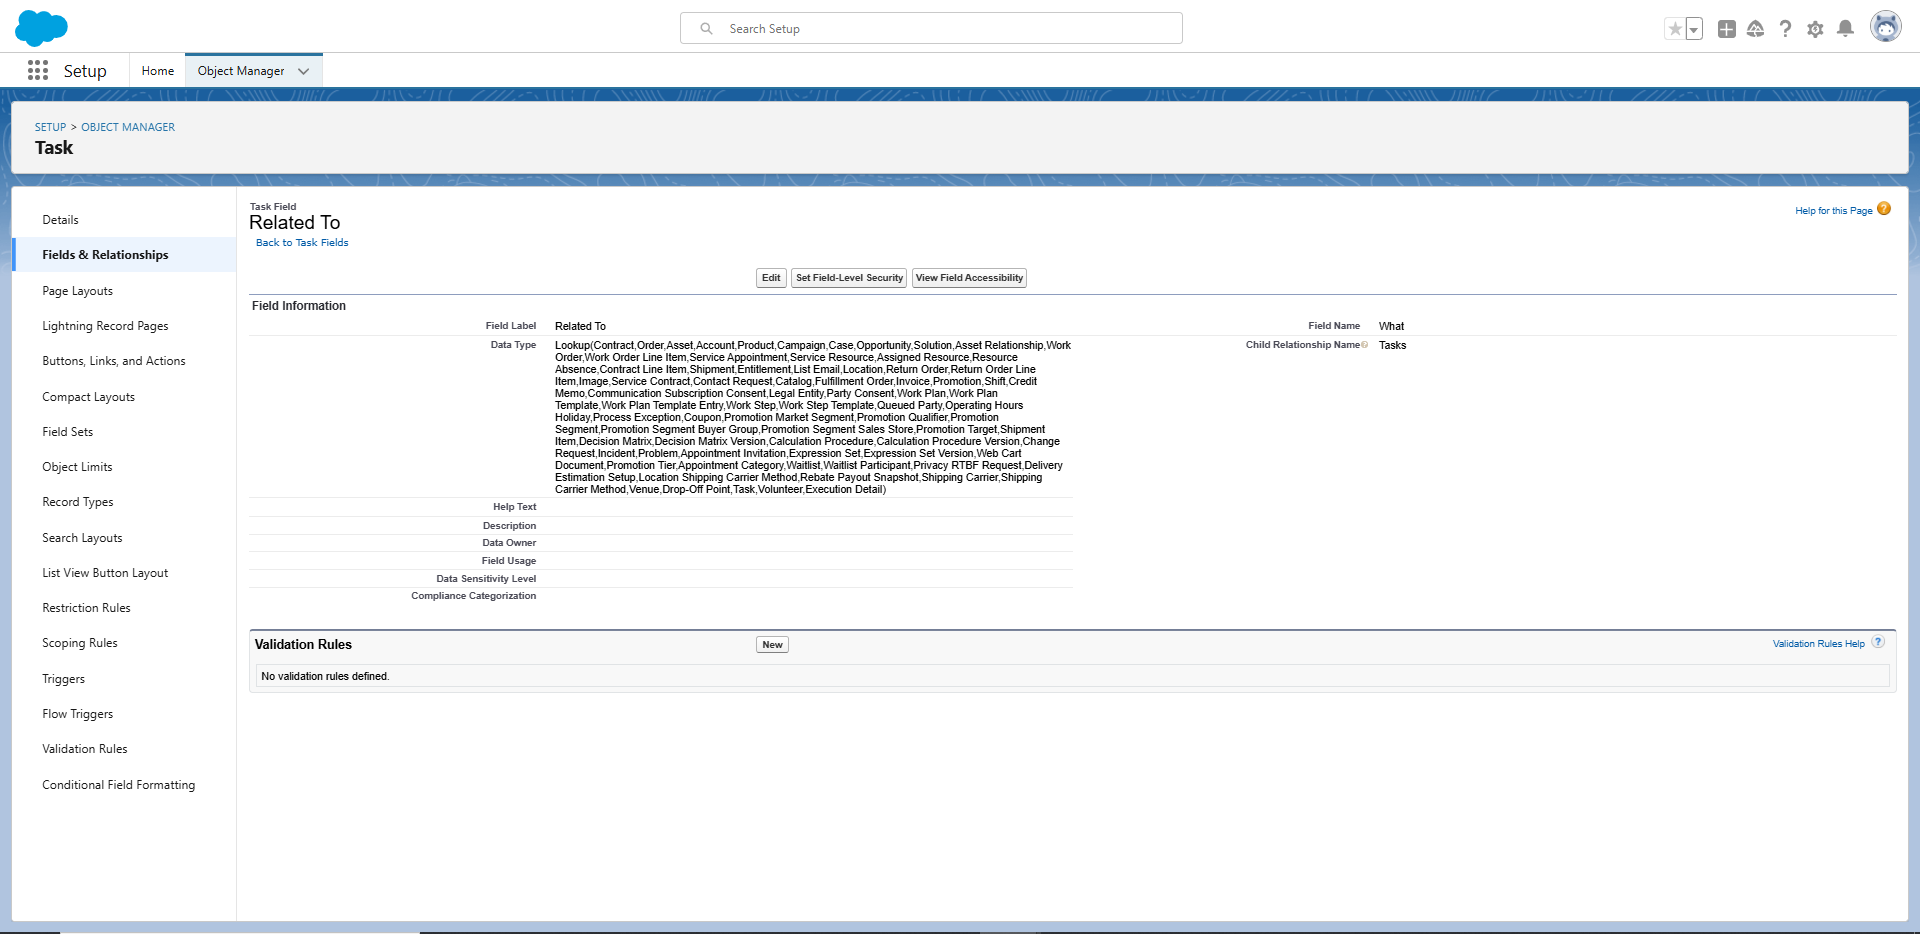 Search Setup
Setup
Home
Object Manager
SETUP > OBJECT MANAGER
Task
Details
Fields & Relationships
Page Layouts
Lightning Record Pages
Buttons, Links, and Actions
Compact Layouts
Field Sets
Object Limits
Record Types
Search Layouts
List View Button Layout
Restriction Rules
Scoping Rules
Triggers
Flow Triggers
Validation Rules
Conditional Field Formatting
Task Field
Related To
Back to Task Fields
Help for this Page
Edit
Set Field-Level Security
View Field Accessibility
Field Information
Field Label
Related To
Field Name
What
Data Type
Lookup(Contract,Order,Asset,Account,Product,Campaign,Case,Opportunity,Solution,Asset Relationship,Work
Order,Work Order Line Item,Service Appointment,Service Resource,Assigned Resource,Resource
Absence,Contract Line Item,Shipment,Entitlement,List Email,Location,Return Order,Return Order Line
Item,Image,Service Contract,Contact Request,Catalog,Fulfillment Order,Invoice,Promotion,Shift,Credit
Memo,Communication Subscription Consent,Legal Entity,Party Consent,Work Plan,Work Plan
Template,Work Plan Template Entry,Work Step,Work Step Template,Queued Party,Operating Hours
Holiday,Process Exception,Coupon,Promotion Market Segment,Promotion Qualifier,Promotion
Segment,Promotion Segment Buyer Group,Promotion Segment Sales Store,Promotion Target,Shipment
Item,Decision Matrix,Decision Matrix Version,Calculation Procedure,Calculation Procedure Version,Change
Request,Incident,Problem,Appointment Invitation,Expression Set,Expression Set Version,Web Cart
Document,Promotion Tier,Appointment Category,Waitlist,Waitlist Participant,Privacy RTBF Request,Delivery
Estimation Setup,Location Shipping Carrier Method,Rebate Payout Snapshot,Shipping Carrier,Shipping
Carrier Method,Venue,Drop-Off Point,Task,Volunteer,Execution Detail)
Child Relationship Name
Tasks
Help Text
Description
Data Owner
Field Usage
Data Sensitivity Level
Compliance Categorization
Validation Rules
New
Validation Rules Help ?
No validation rules defined.